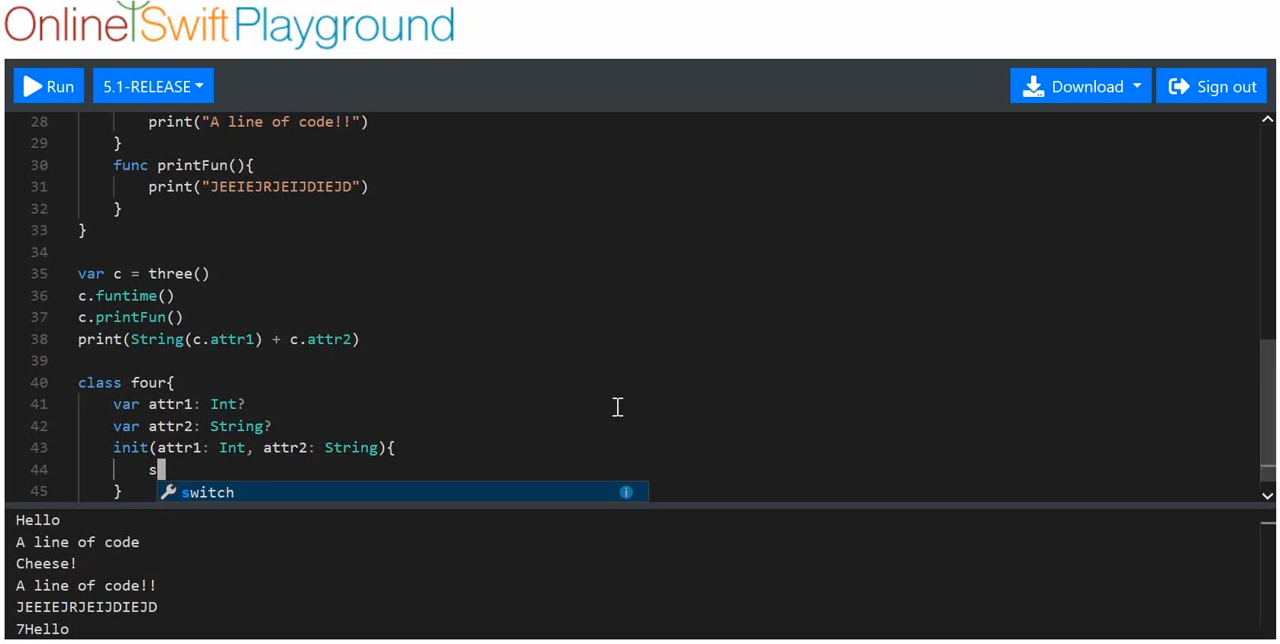 OnlineSwiftPlayground
Run 5.1-RELEASE Download Sign out
28 print("A line of code!!")
29 }
30 func printFun(){
31 print("JEEIEJRJEIJDIEJD")
32 }
33 }
34
35 var c = three()
36 c.funtime()
37 c.printFun()
38 print(String(c.attr1) + c.attr2)
39
40 class four{
41 var attr1: Int?
42 var attr2: String?
43 init(attr1: Int, attr2: String){
44 s
switch
45 }
Hello
A line of code
Cheese!
A line of code!!
JEEIEJRJEIJDIEJD
7Hello